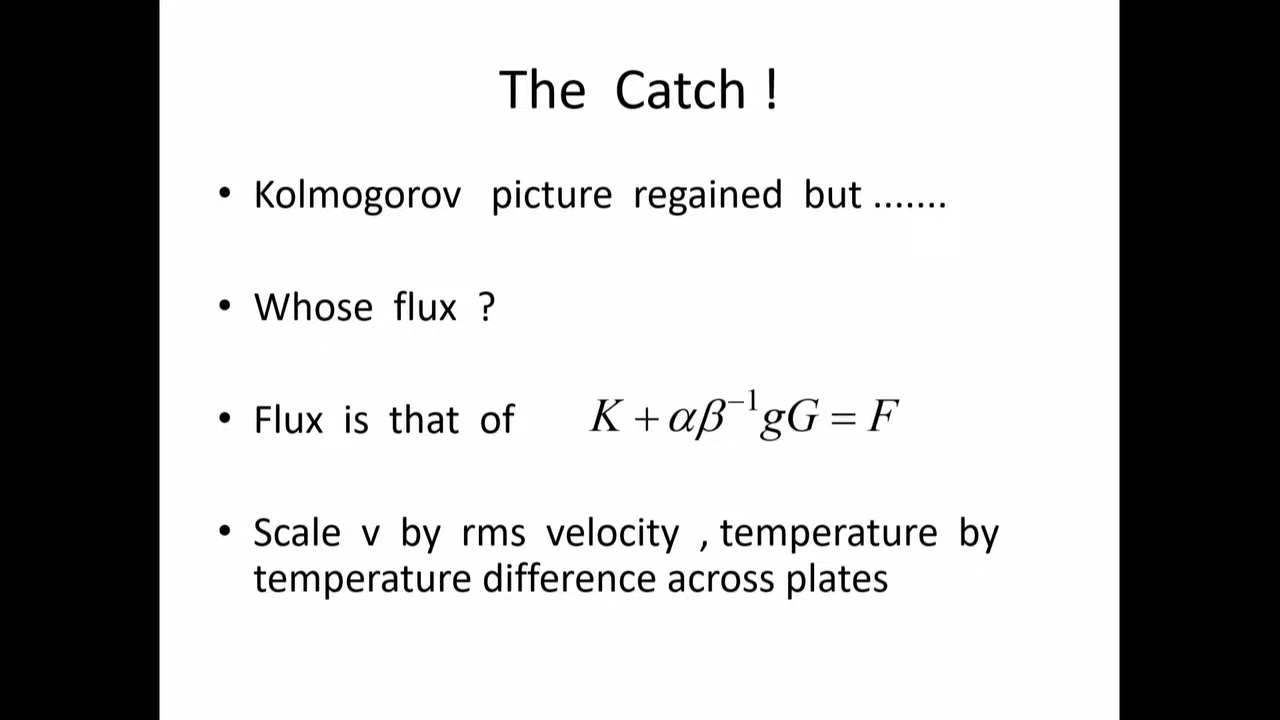 The Catch !
• Kolmogorov picture regained but .......
• Whose flux ?
• Flux is that of K + αβ⁻¹gG = F
• Scale v by rms velocity , temperature by
temperature difference across plates